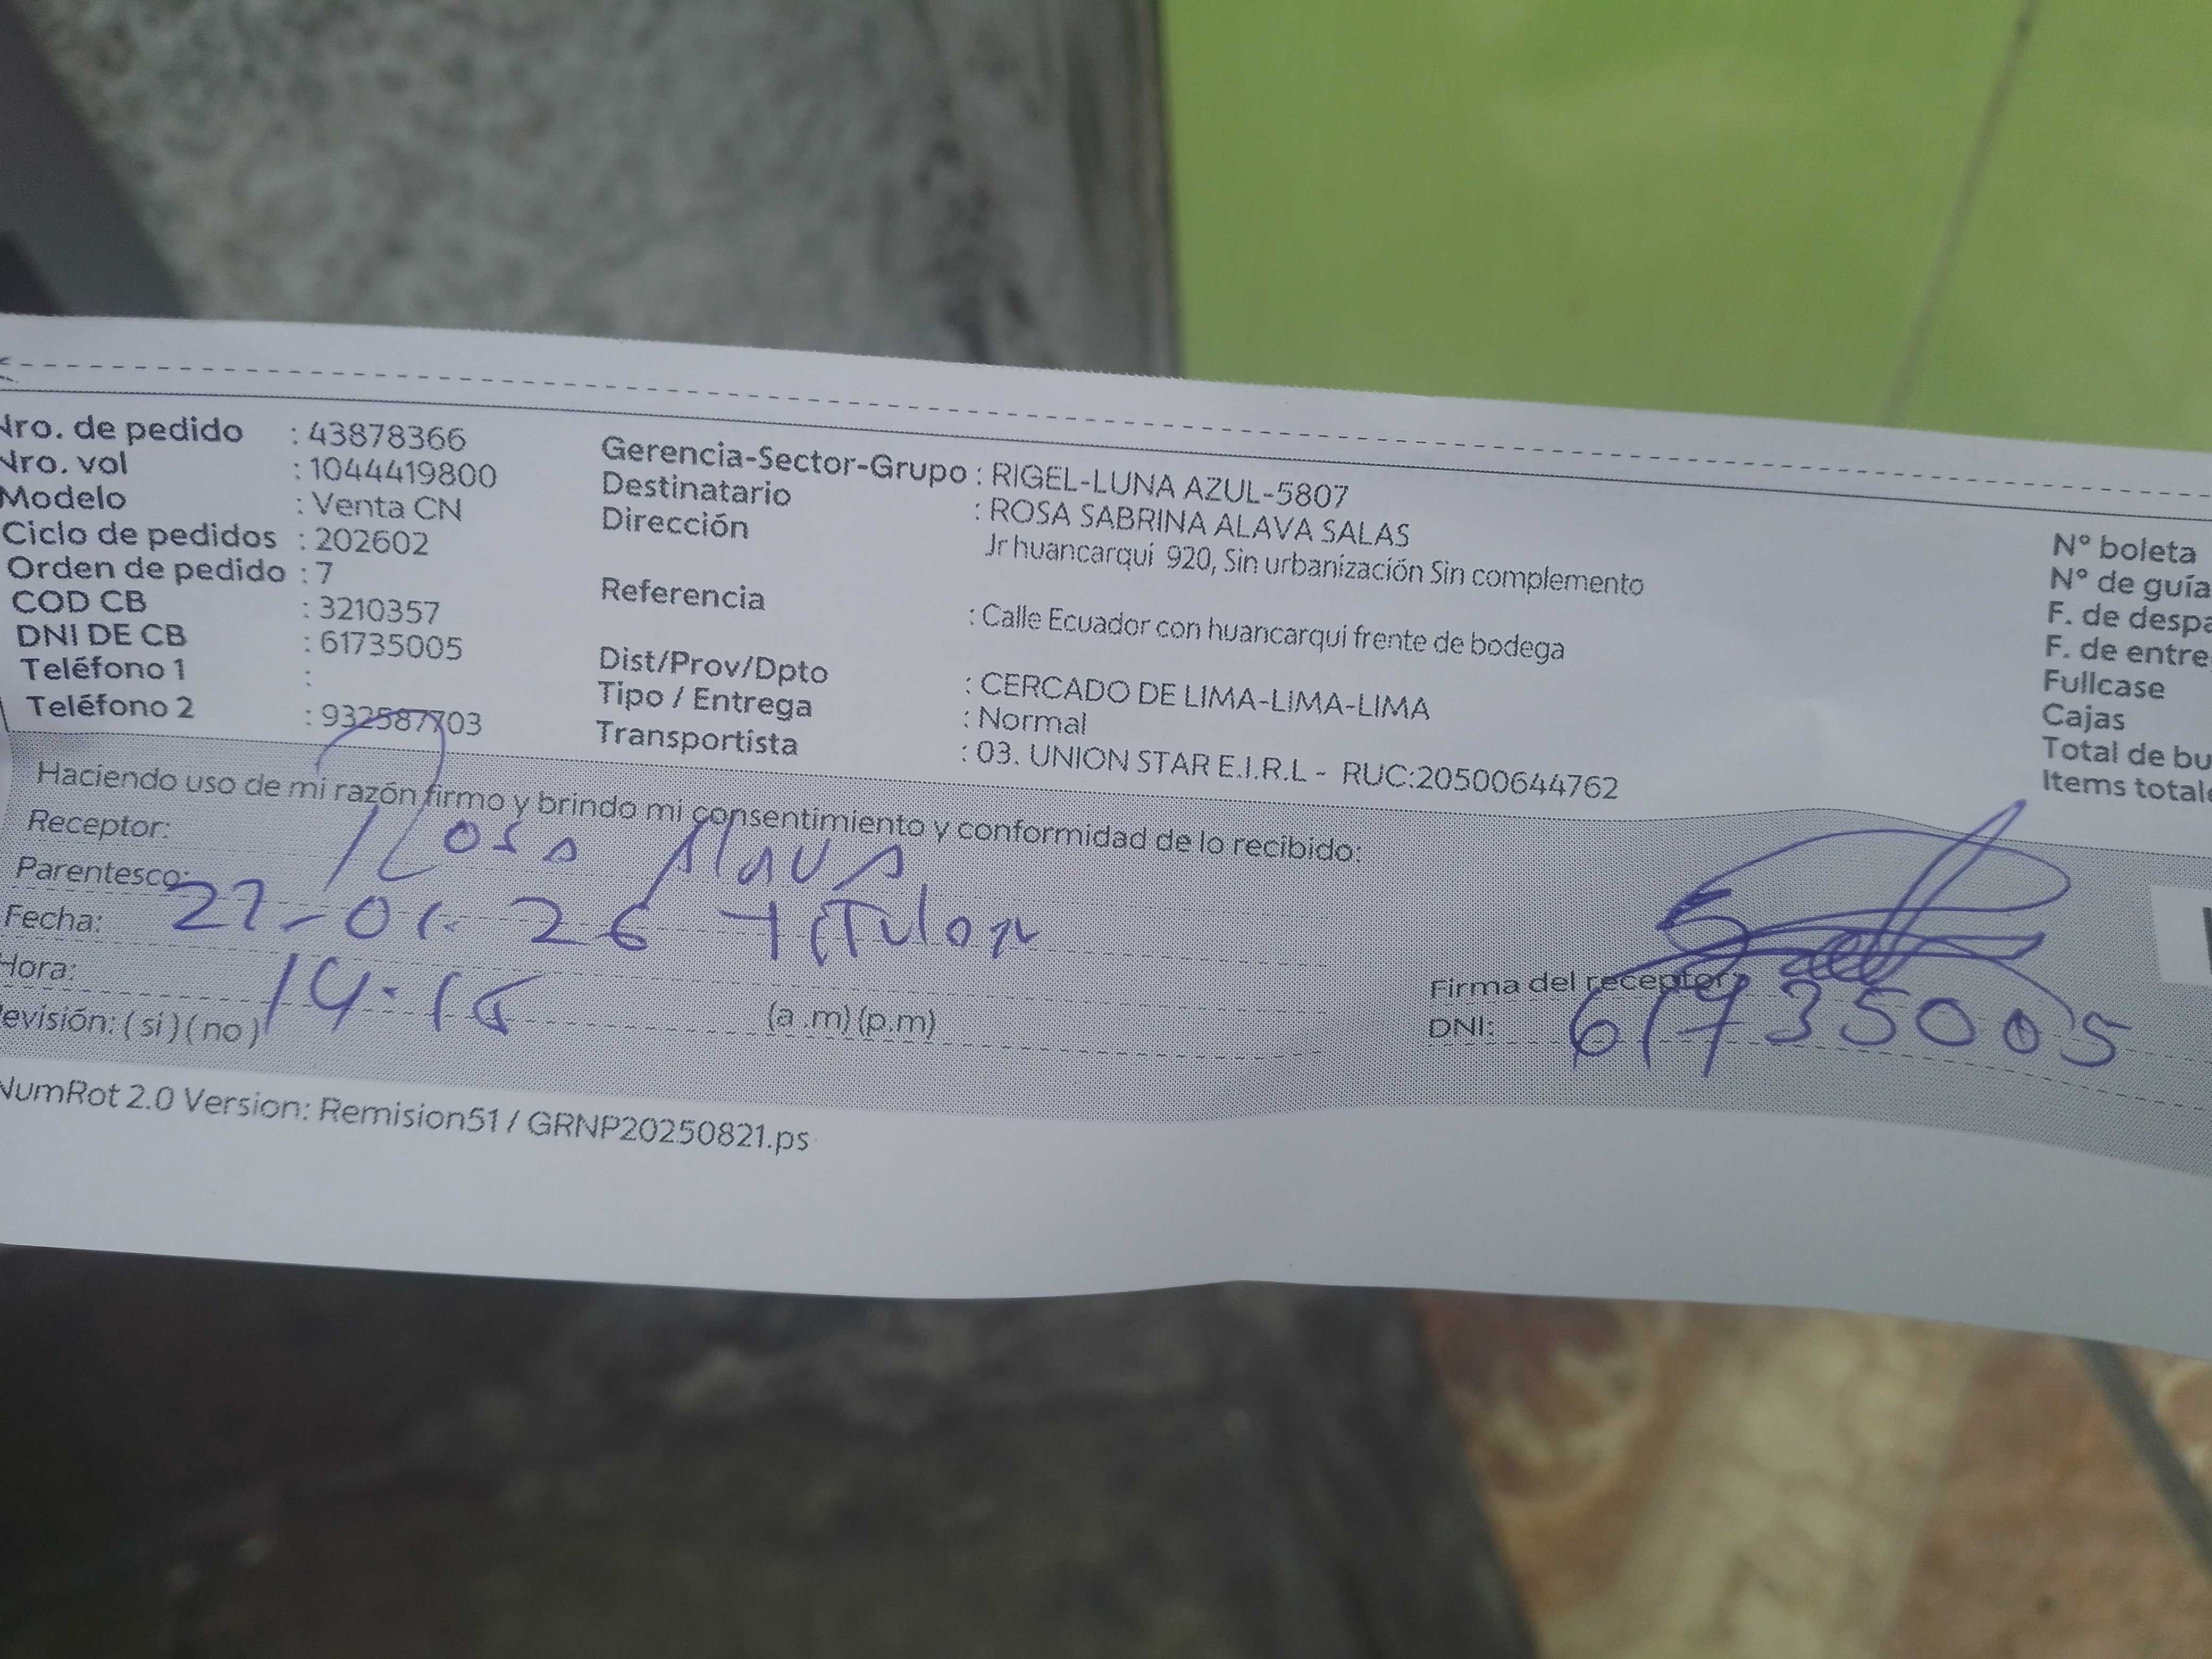 Nro. de pedido : 43878366
Nro. vol : 1044419800
Modelo : Venta CN
Ciclo de pedidos : 202602
Orden de pedido : 7
COD CB : 3210357
DNI DE CB : 61735005
Teléfono 1 :
Teléfono 2 : 932587703
Gerencia-Sector-Grupo : RIGEL-LUNA AZUL-5807
Destinatario : ROSA SABRINA ALAVA SALAS
Dirección Jr huancarqui 920, Sin urbanización Sin complemento
Referencia : Calle Ecuador con huancarqui frente de bodega
Dist/Prov/Dpto : CERCADO DE LIMA-LIMA-LIMA
Tipo / Entrega : Normal
Transportista : 03. UNION STAR E.I.R.L - RUC:20500644762
N° boleta
N° de guía
F. de despa
F. de entre
Fullcase
Cajas
Total de bu
Items total
Haciendo uso de mi razón firmo y brindo mi consentimiento y conformidad de lo recibido:
Receptor: Rosa Alava
Parentesco:
Fecha: 27-01-26 titular
Hora: 14.15 (a.m) (p.m)
Revisión: ( si ) ( no )
Firma del receptor
DNI: 61735005
NumRot 2.0 Version: Remision51 / GRNP20250821.ps